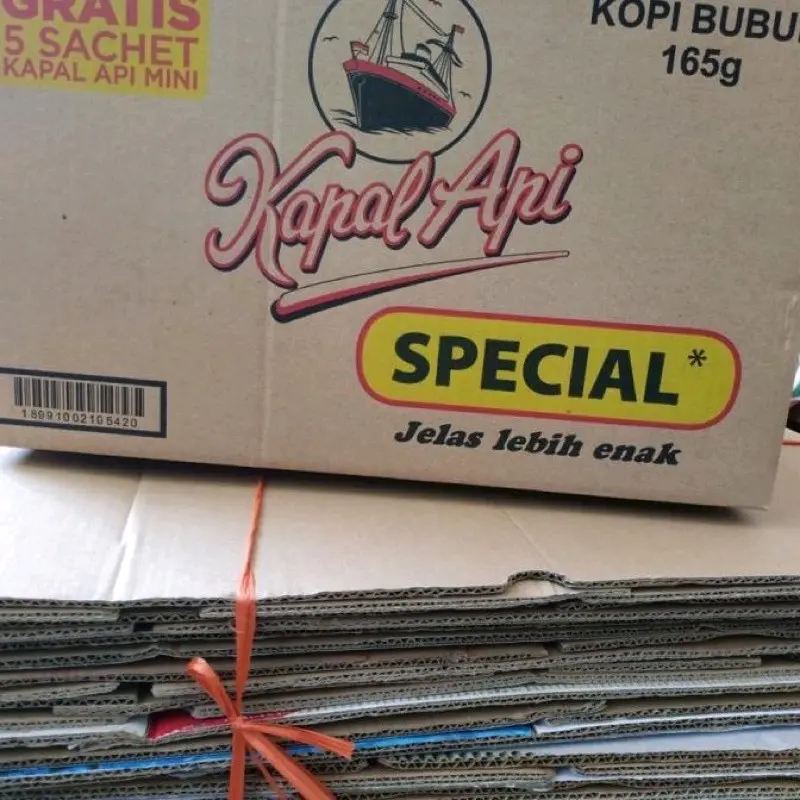 GRATIS
5 SACHET
KAPAL API MINI
KOPI BUBU
165g
Kapal Api
SPECIAL*
Jelas lebih enak
18991002105420